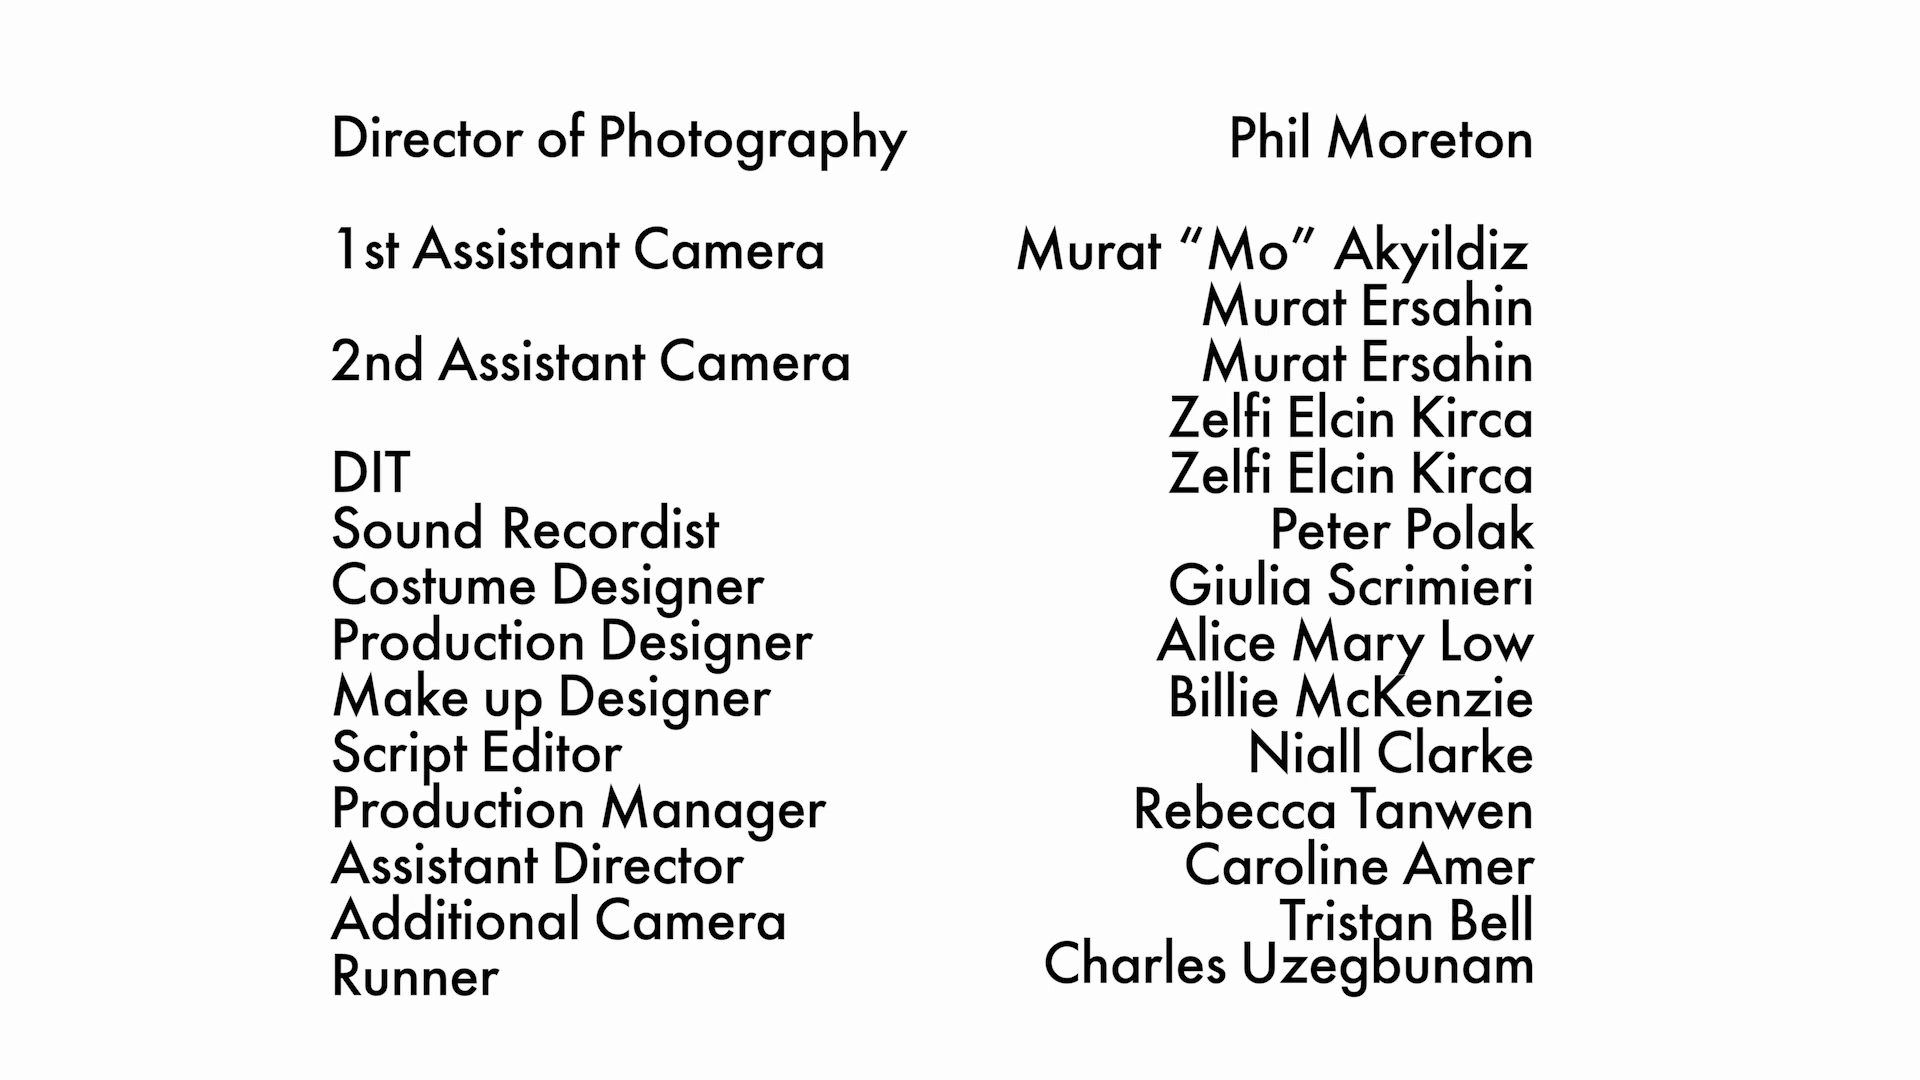 Director of Photography Phil Moreton
1st Assistant Camera Murat “Mo” Akyildiz
Murat Ersahin
2nd Assistant Camera Murat Ersahin
Zelfi Elcin Kirca
DIT Zelfi Elcin Kirca
Sound Recordist Peter Polak
Costume Designer Giulia Scrimieri
Production Designer Alice Mary Low
Make up Designer Billie McKenzie
Script Editor Niall Clarke
Production Manager Rebecca Tanwen
Assistant Director Caroline Amer
Additional Camera Tristan Bell
Runner Charles Uzegbunam